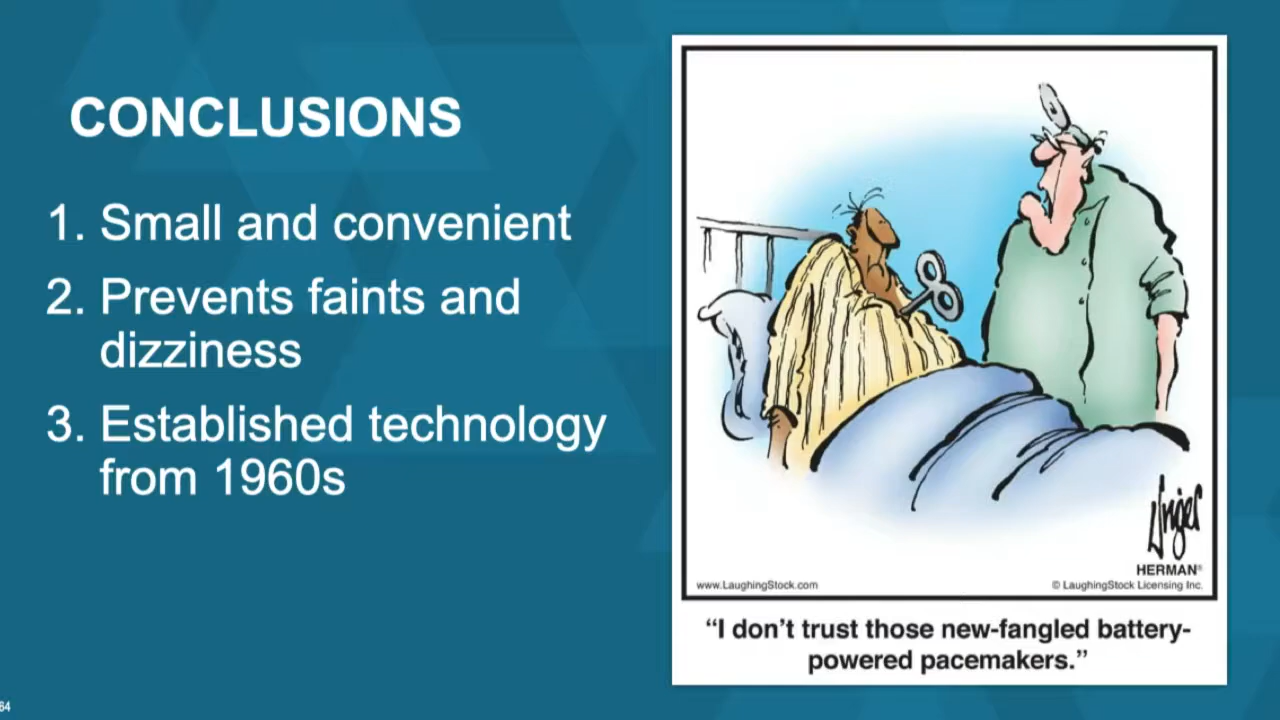 CONCLUSIONS
1. Small and convenient
2. Prevents faints and
dizziness
3. Established technology
from 1960s
Unger
HERMAN®
www.LaughingStock.com
© LaughingStock Licensing Inc.
“I don’t trust those new-fangled battery-
powered pacemakers.”
64